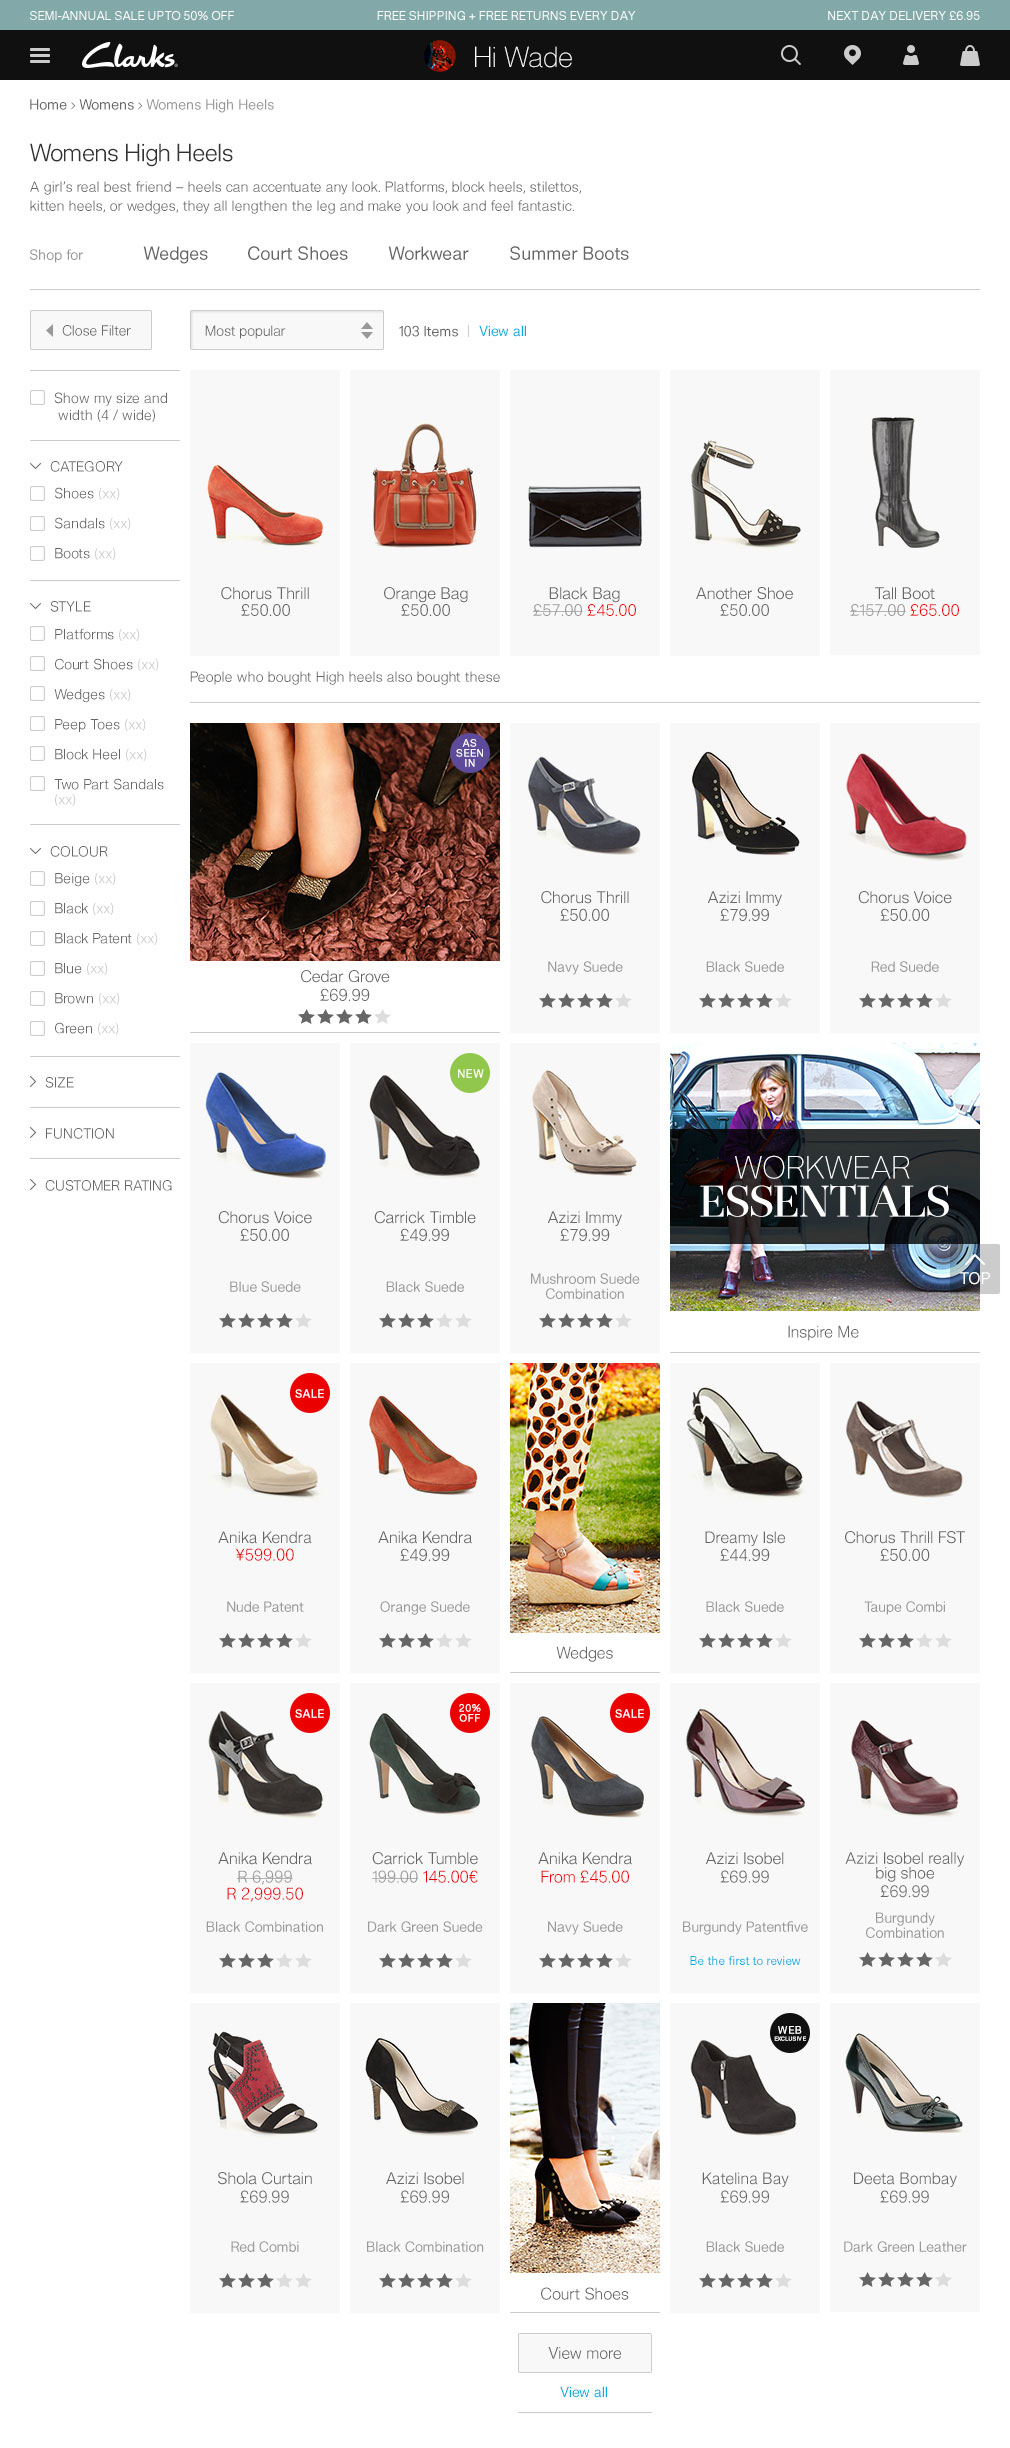 SEMI-ANNUAL SALE UPTO 50% OFF
FREE SHIPPING + FREE RETURNS EVERY DAY
NEXT DAY DELIVERY £6.95
Clarks.
Hi Wade
Home › Womens › Womens High Heels
Womens High Heels
A girl's real best friend – heels can accentuate any look. Platforms, block heels, stilettos,
kitten heels, or wedges, they all lengthen the leg and make you look and feel fantastic.
Shop for
Wedges
Court Shoes
Workwear
Summer Boots
Close Filter
Most popular
103 Items
View all
Show my size and
width (4 / wide)
CATEGORY
Shoes (xx)
Sandals (xx)
Boots (xx)
STYLE
Platforms (xx)
Court Shoes (xx)
Wedges (xx)
Peep Toes (xx)
Block Heel (xx)
Two Part Sandals
(xx)
COLOUR
Beige (xx)
Black (xx)
Black Patent (xx)
Blue (xx)
Brown (xx)
Green (xx)
SIZE
FUNCTION
CUSTOMER RATING
Chorus Thrill
£50.00
Orange Bag
£50.00
Black Bag
£57.00 £45.00
Another Shoe
£50.00
Tall Boot
£157.00 £65.00
People who bought High heels also bought these
AS
SEEN
IN
Cedar Grove
£69.99
Chorus Thrill
£50.00
Navy Suede
Azizi Immy
£79.99
Black Suede
Chorus Voice
£50.00
Red Suede
Chorus Voice
£50.00
Blue Suede
NEW
Carrick Timble
£49.99
Black Suede
Azizi Immy
£79.99
Mushroom Suede
Combination
WORKWEAR
ESSENTIALS
TOP
Inspire Me
SALE
Anika Kendra
¥599.00
Nude Patent
Anika Kendra
£49.99
Orange Suede
Wedges
Dreamy Isle
£44.99
Black Suede
Chorus Thrill FST
£50.00
Taupe Combi
SALE
Anika Kendra
R 6,999
R 2,999.50
Black Combination
20%
OFF
Carrick Tumble
199.00 145.00€
Dark Green Suede
SALE
Anika Kendra
From £45.00
Navy Suede
Azizi Isobel
£69.99
Burgundy Patentfive
Be the first to review
Azizi Isobel really
big shoe
£69.99
Burgundy
Combination
Shola Curtain
£69.99
Red Combi
Azizi Isobel
£69.99
Black Combination
Court Shoes
WEB
EXCLUSIVE
Katelina Bay
£69.99
Black Suede
Deeta Bombay
£69.99
Dark Green Leather
View more
View all